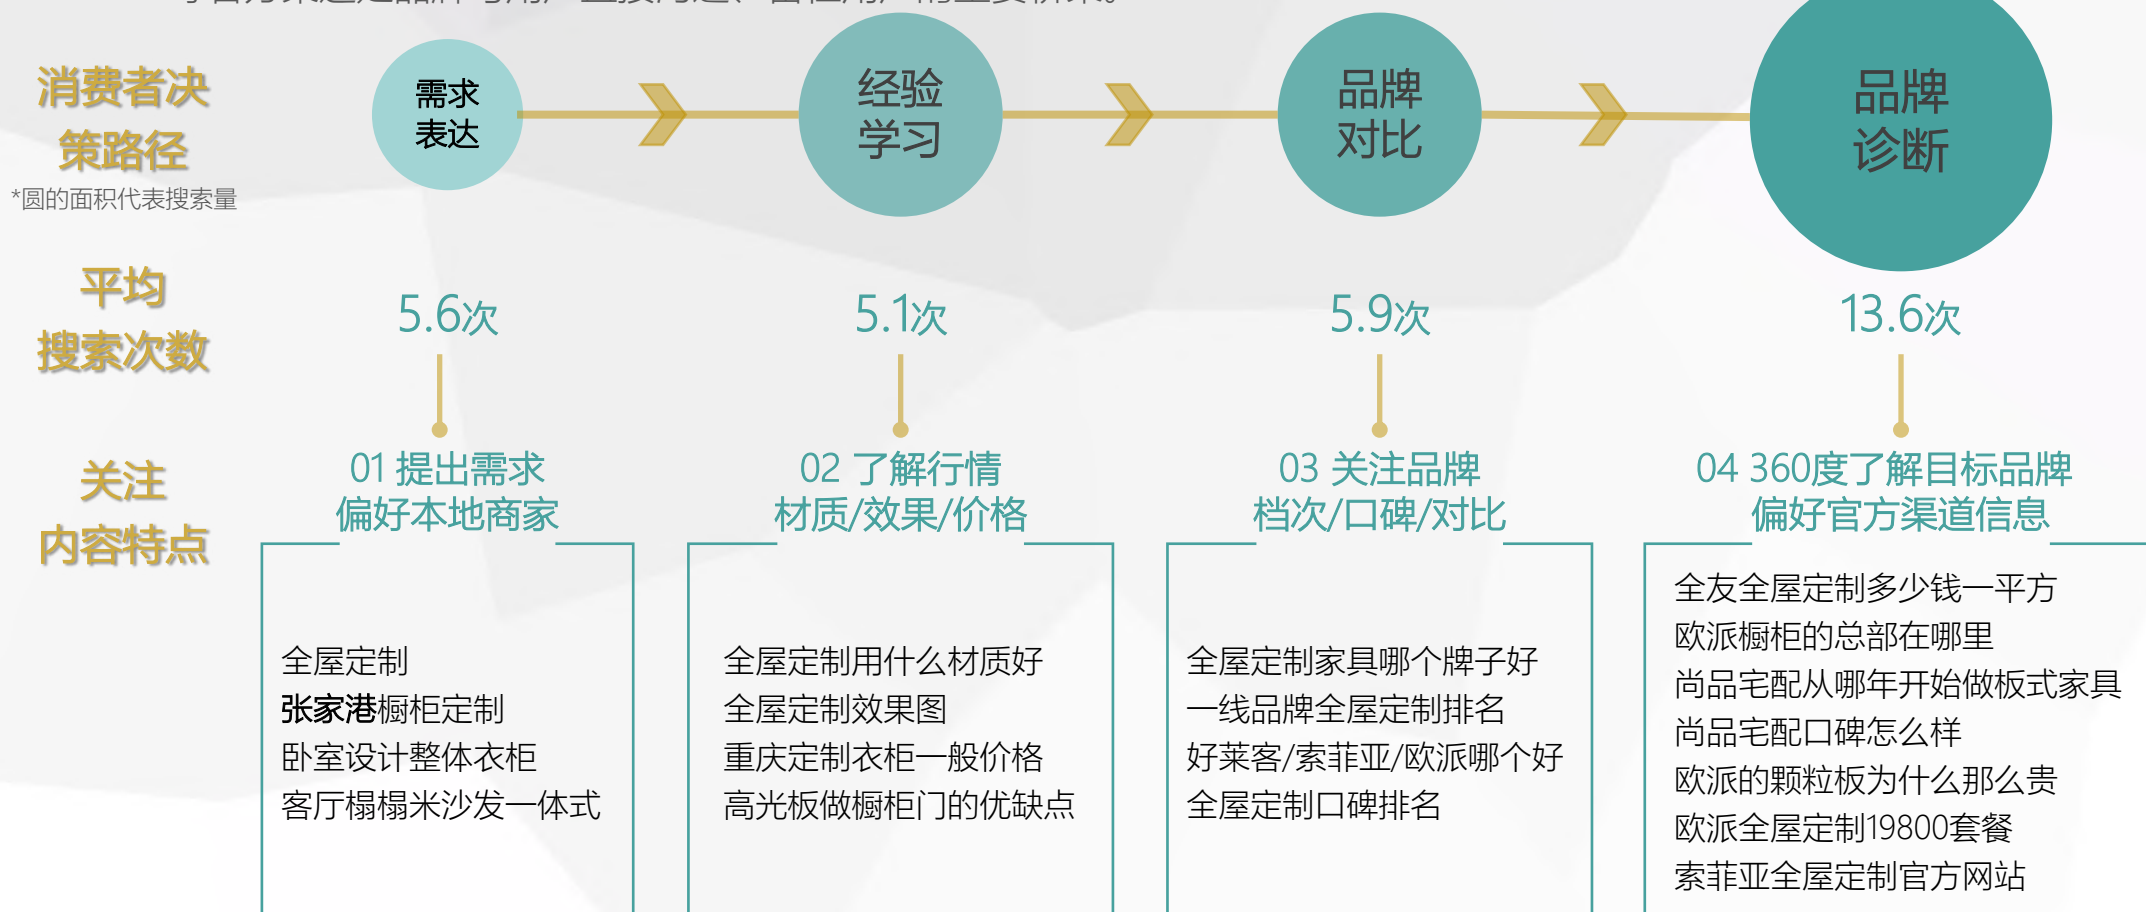 消费者决
策路径
*圆的面积代表搜索量
需求
表达
经验
学习
品牌
对比
品牌
诊断
平均
搜索次数
5.6次
5.1次
5.9次
13.6次
关注
内容特点
01 提出需求
偏好本地商家
02 了解行情
材质/效果/价格
03 关注品牌
档次/口碑/对比
04 360度了解目标品牌
偏好官方渠道信息
全屋定制
张家港橱柜定制
卧室设计整体衣柜
客厅榻榻米沙发一体式
全屋定制用什么材质好
全屋定制效果图
重庆定制衣柜一般价格
高光板做橱柜门的优缺点
全屋定制家具哪个牌子好
一线品牌全屋定制排名
好莱客/索菲亚/欧派哪个好
全屋定制口碑排名
全友全屋定制多少钱一平方
欧派橱柜的总部在哪里
尚品宅配从哪年开始做板式家具
尚品宅配口碑怎么样
欧派的颗粒板为什么那么贵
欧派全屋定制19800套餐
索菲亚全屋定制官方网站